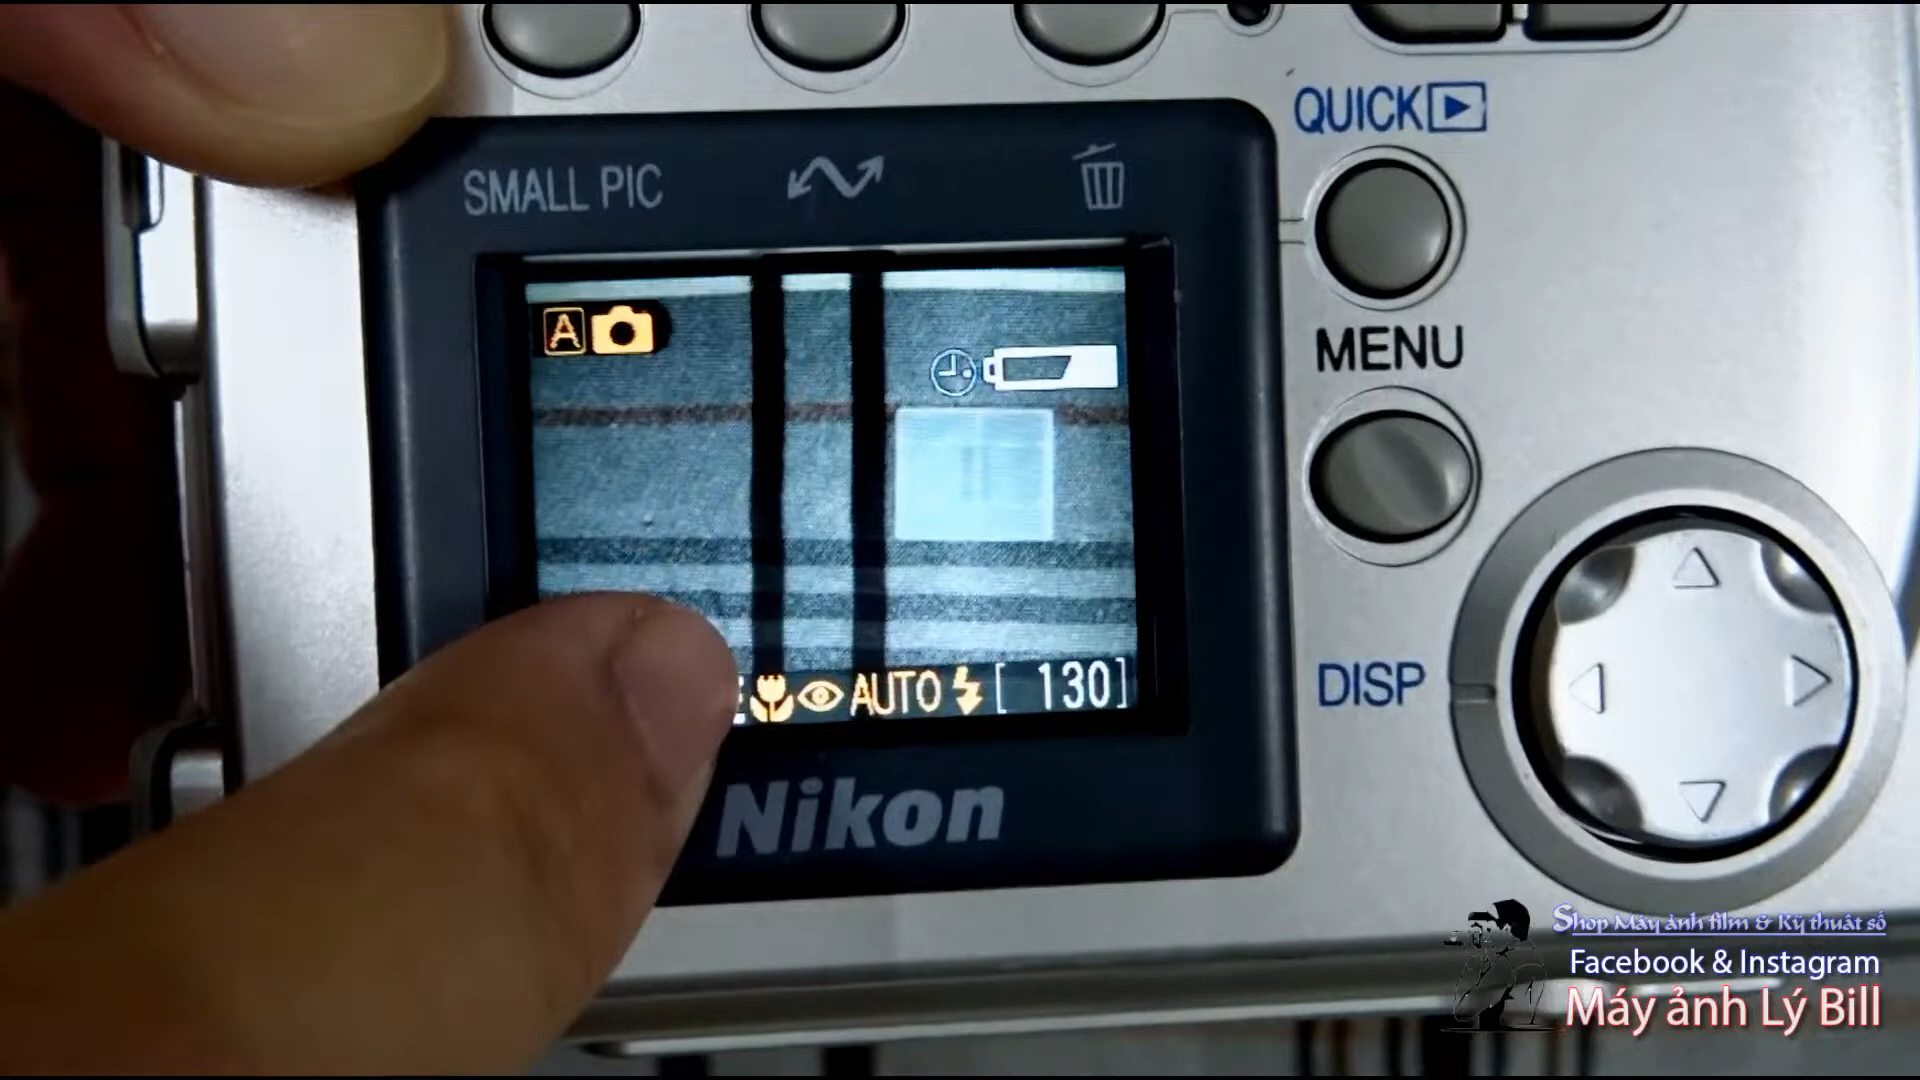 QUICK
SMALL PIC
A
MENU
AUTO [ 130]
DISP
Nikon
Shop Máy ảnh film & Kỹ thuật số
Facebook & Instagram
Máy ảnh Lý Bill